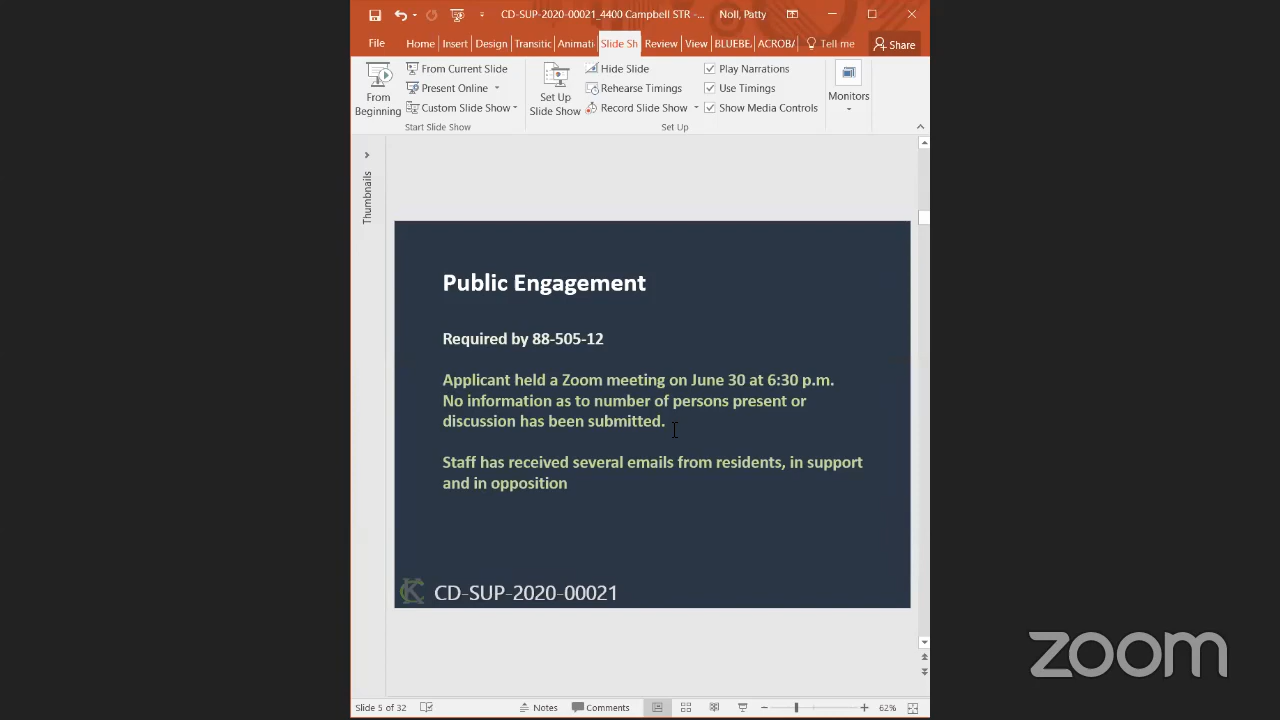 CD-SUP-2020-00021_4400 Campbell STR -... Noll, Patty
File Home Insert Design Transitic Animati Slide Sh Review View BLUEBE ACROBA Tell me Share
From Beginning
From Current Slide
Present Online
Custom Slide Show
Start Slide Show
Set Up Slide Show
Hide Slide
Rehearse Timings
Record Slide Show
Play Narrations
Use Timings
Show Media Controls
Set Up
Monitors
Thumbnails
Public Engagement
Required by 88-505-12
Applicant held a Zoom meeting on June 30 at 6:30 p.m.
No information as to number of persons present or
discussion has been submitted.
Staff has received several emails from residents, in support
and in opposition
KC CD-SUP-2020-00021
zoom
Slide 5 of 32 Notes Comments 62%